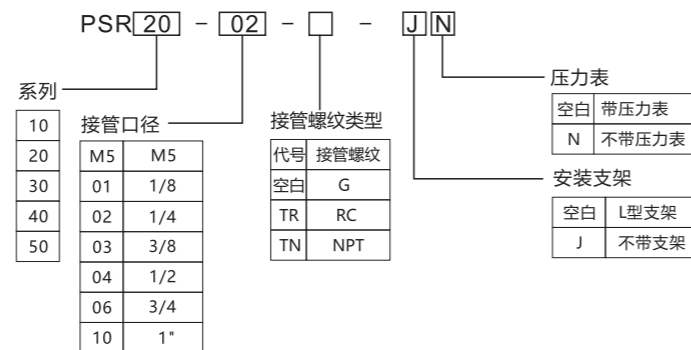 PSR 20 - 02 - □ - J N
系列
10
20
30
40
50
接管口径
M5 M5
01 1/8
02 1/4
03 3/8
04 1/2
06 3/4
10 1"
接管螺纹类型
代号 接管螺纹
空白 G
TR RC
TN NPT
压力表
空白 带压力表
N 不带压力表
安装支架
空白 L型支架
J 不带支架